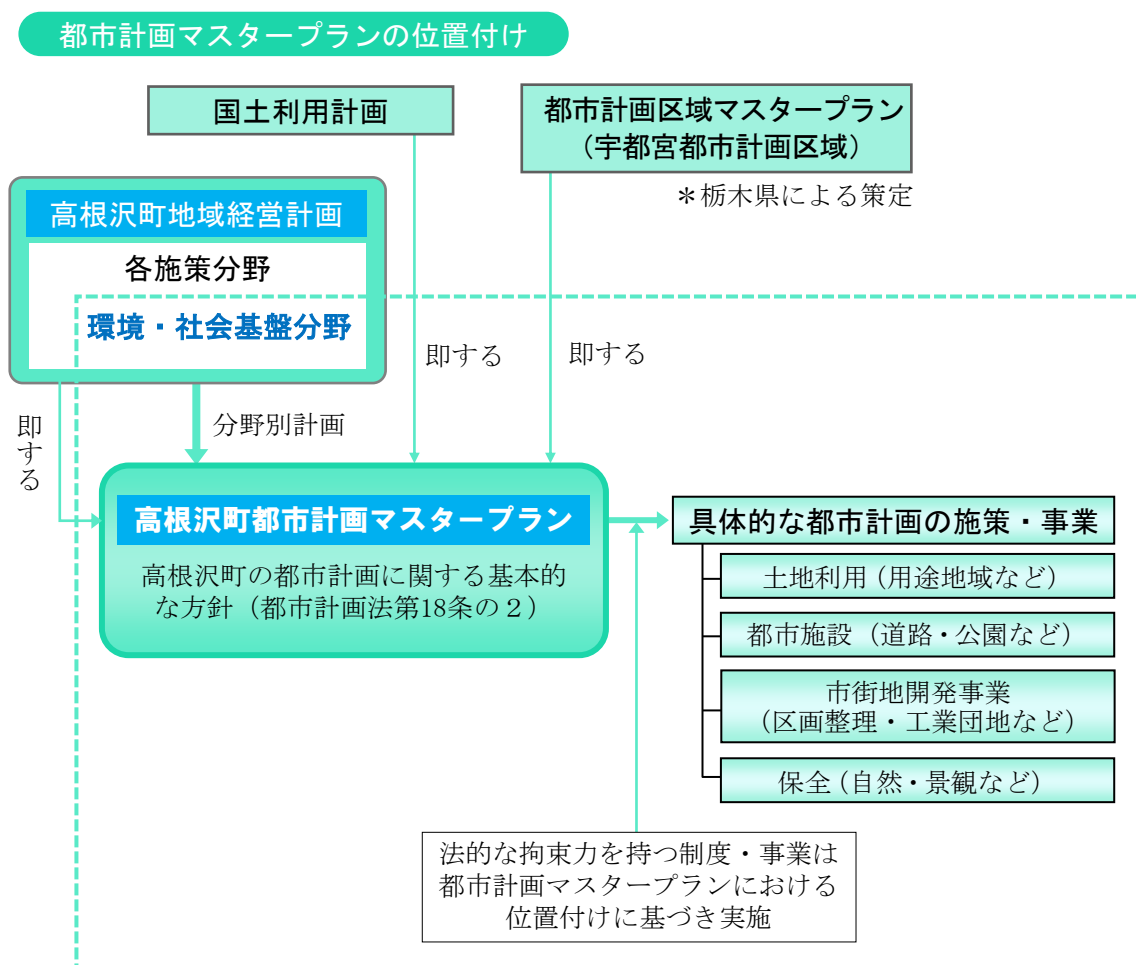 都市計画マスタープランの位置付け
国土利用計画
都市計画区域マスタープラン
（宇都宮都市計画区域）
＊栃木県による策定
高根沢町地域経営計画
各施策分野
環境・社会基盤分野
即する
即する
即する
分野別計画
高根沢町都市計画マスタープラン
高根沢町の都市計画に関する基本的
な方針（都市計画法第18条の２）
具体的な都市計画の施策・事業
土地利用（用途地域など）
都市施設（道路・公園など）
市街地開発事業
（区画整理・工業団地など）
保全（自然・景観など）
法的な拘束力を持つ制度・事業は
都市計画マスタープランにおける
位置付けに基づき実施